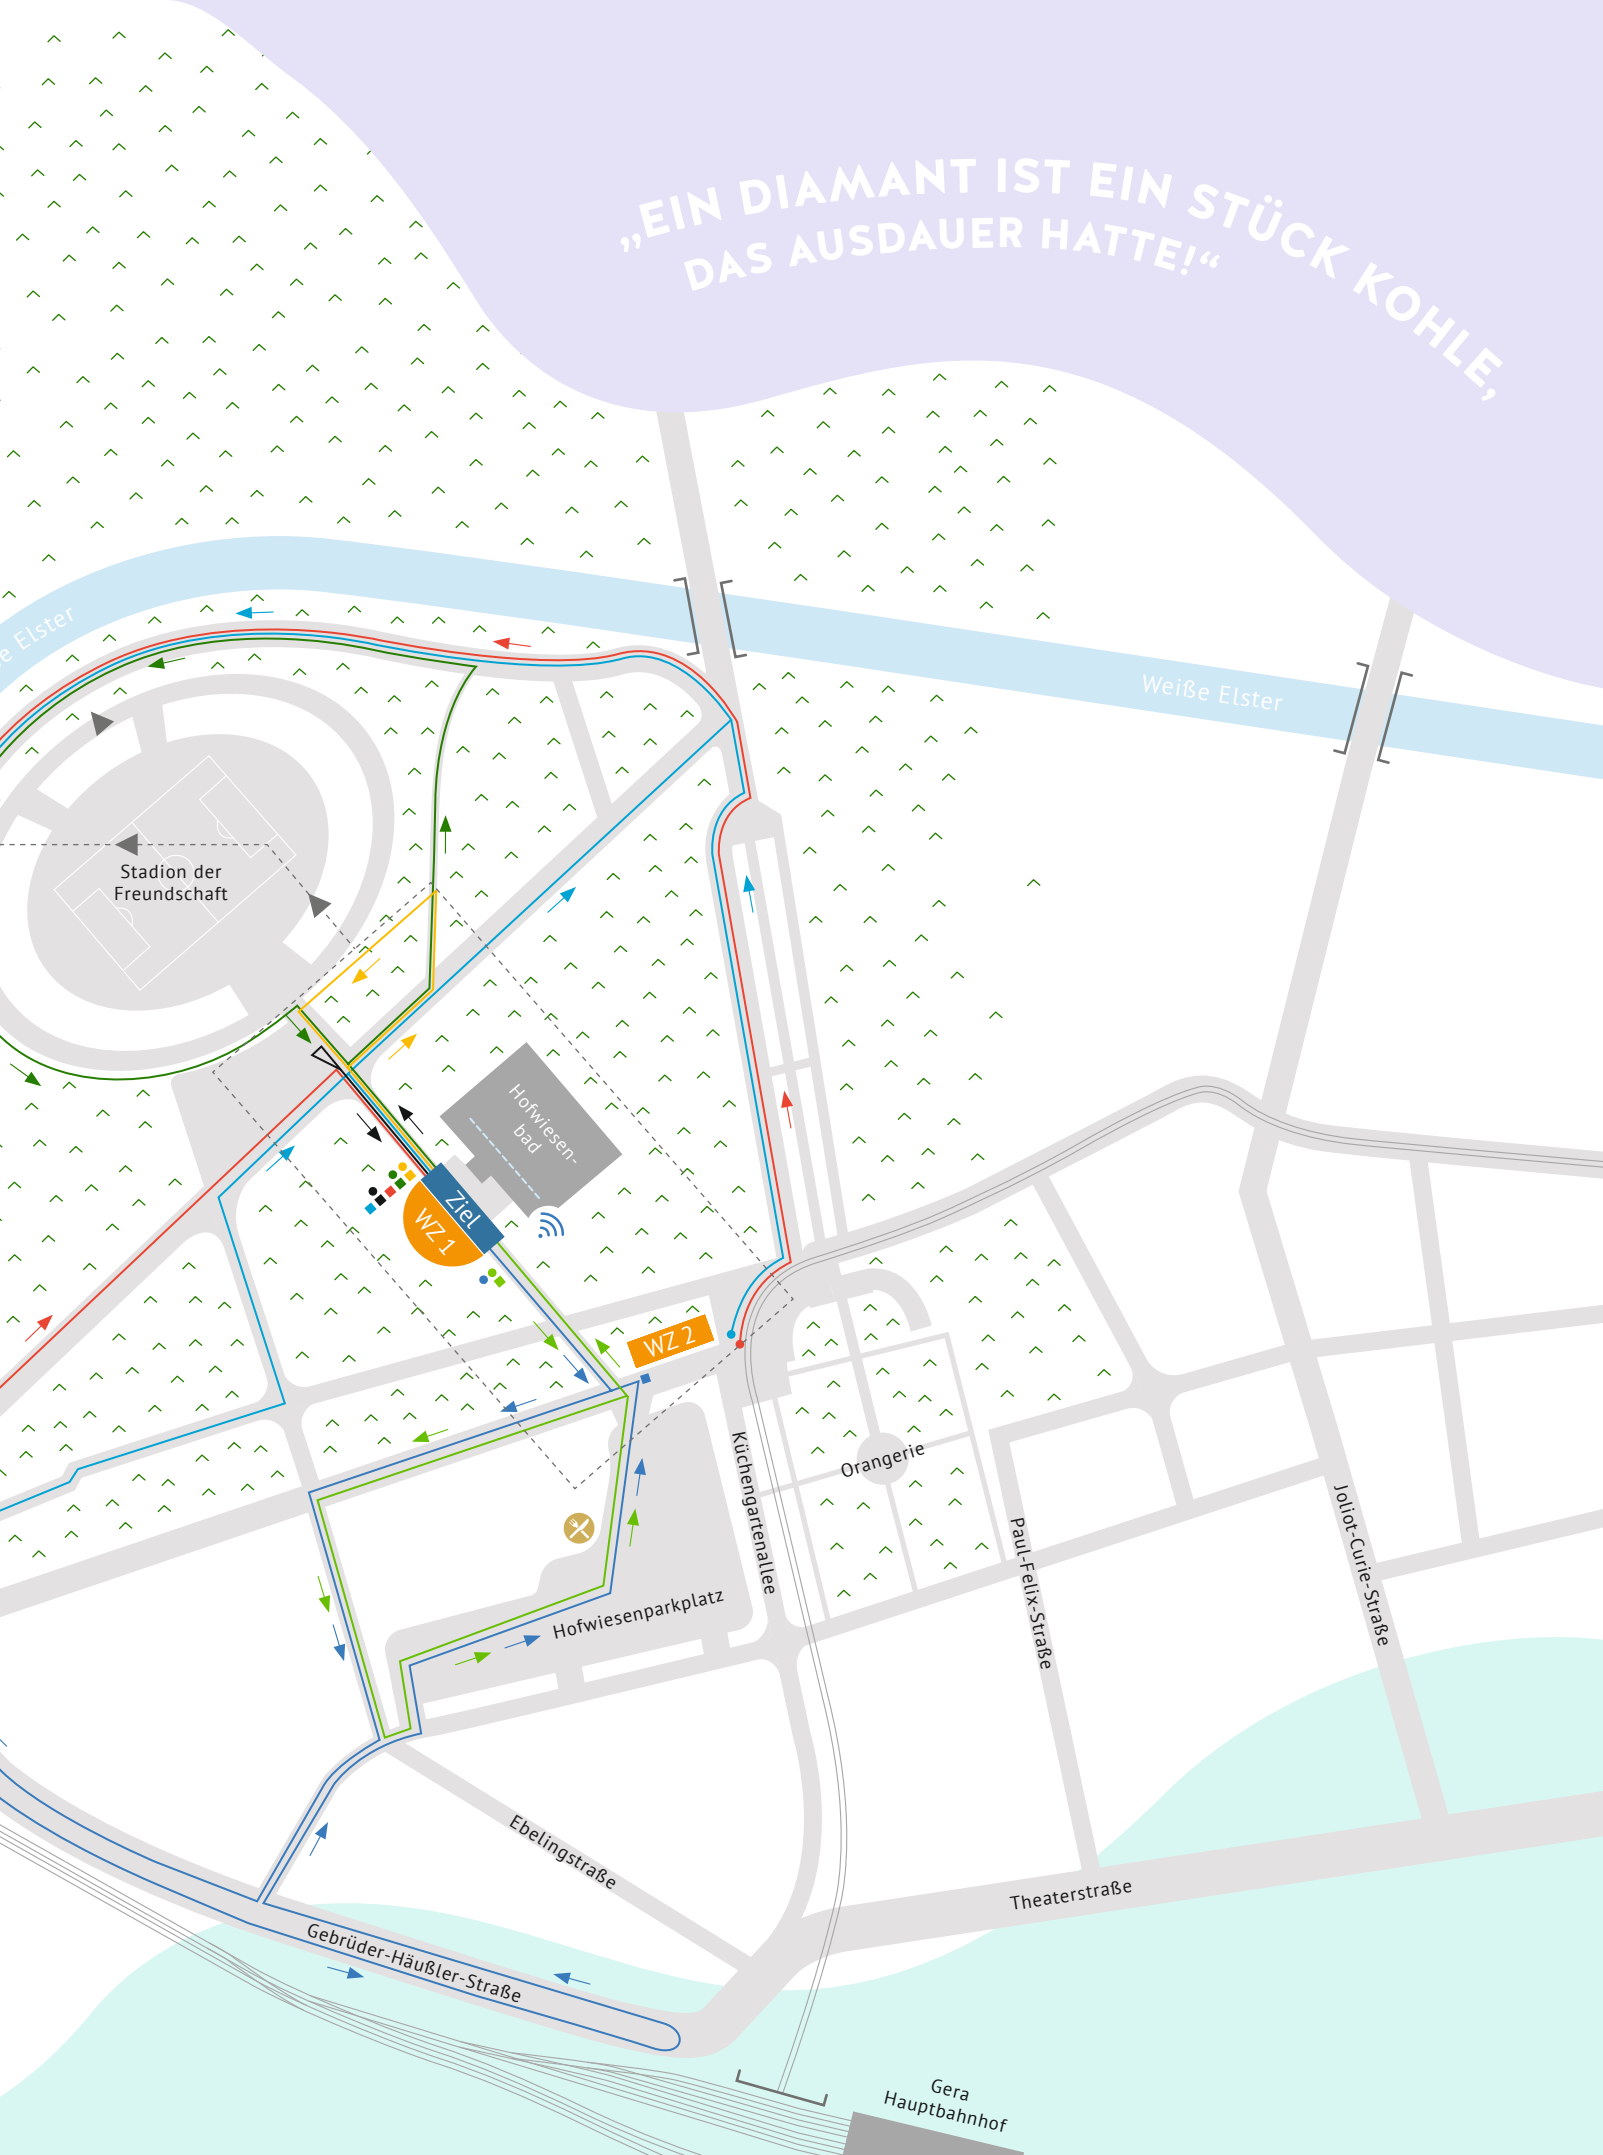 „EIN DIAMANT IST EIN STÜCK KOHLE,
DAS AUSDAUER HATTE!“
Elster
Weiße Elster
Stadion der
Freundschaft
Hofwiesen-
bad
Ziel
WZ 1
WZ 2
Orangerie
Küchengartenallee
Paul-Felix-Straße
Joliot-Curie-Straße
Hofwiesenparkplatz
Ebelingstraße
Theaterstraße
Gebrüder-Häußler-Straße
Gera
Hauptbahnhof